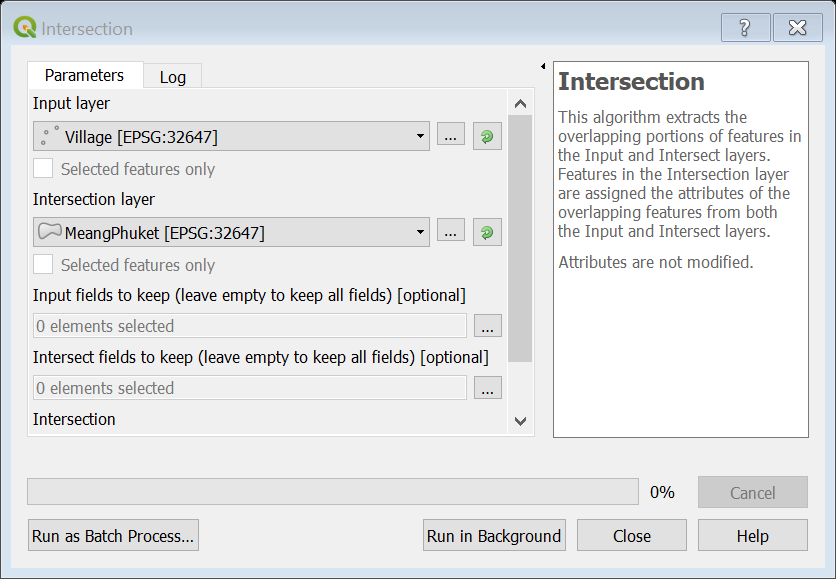 Intersection
Parameters
Log
Input layer
Village [EPSG:32647]
...
Selected features only
Intersection layer
MeangPhuket [EPSG:32647]
...
Selected features only
Input fields to keep (leave empty to keep all fields) [optional]
0 elements selected
...
Intersect fields to keep (leave empty to keep all fields) [optional]
0 elements selected
...
Intersection
Intersection
This algorithm extracts the
overlapping portions of features in
the Input and Intersect layers.
Features in the Intersection layer
are assigned the attributes of the
overlapping features from both
the Input and Intersect layers.
Attributes are not modified.
0%
Cancel
Run as Batch Process...
Run in Background
Close
Help